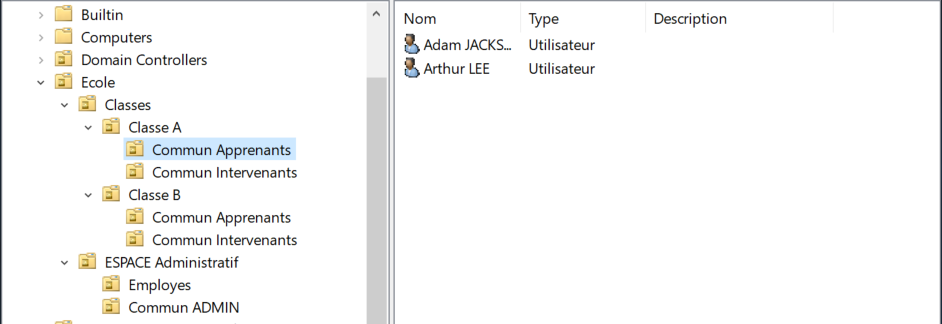 Builtin
Computers
Domain Controllers
Ecole
Classes
Classe A
Commun Apprenants
Commun Intervenants
Classe B
Commun Apprenants
Commun Intervenants
ESPACE Administratif
Employes
Commun ADMIN
Nom Type Description
Adam JACKS... Utilisateur
Arthur LEE Utilisateur